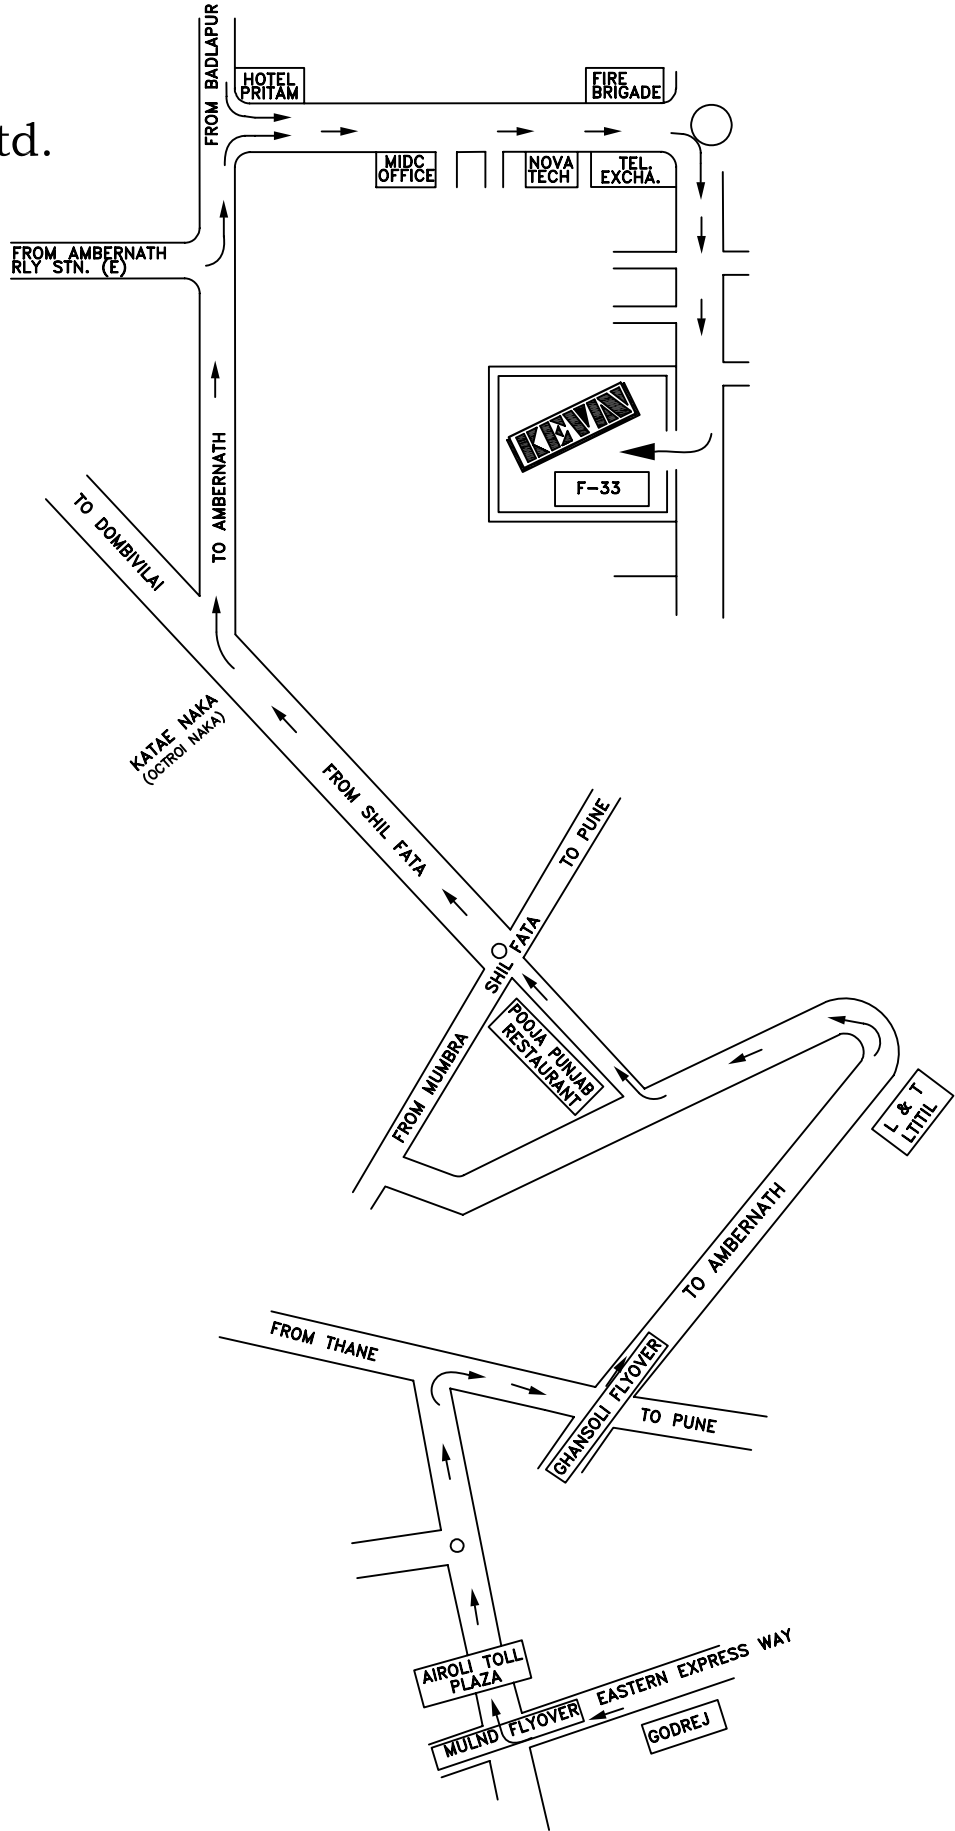 FROM BADLAPUR
HOTEL
PRITAM
FIRE
BRIGADE
td.
MIDC
OFFICE
NOVA
TECH
TEL.
EXCHA.
FROM AMBERNATH
RLY STN. (E)
KEVIN
F-33
TO AMBERNATH
TO DOMBIVILAI
KATAE NAKA
(OCTROI NAKA)
FROM SHIL FATA
TO PUNE
SHIL FATA
POOJA PUNJAB
RESTAURANT
FROM MUMBRA
L & T
LTITIL
TO AMBERNATH
FROM THANE
GHANSOLI FLYOVER
TO PUNE
AIROLI TOLL
PLAZA
EASTERN EXPRESS WAY
MULND FLYOVER
GODREJ